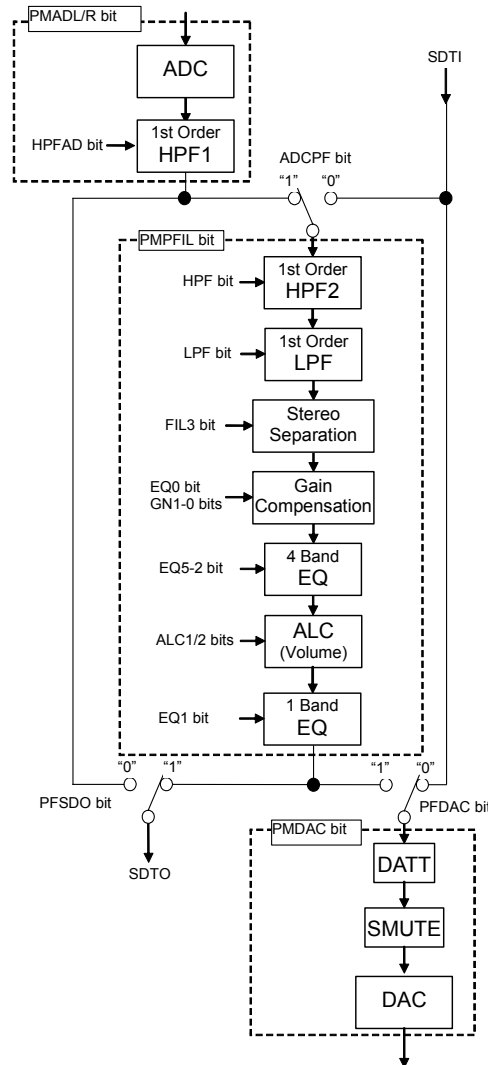 PMADL/R bit
ADC
SDTI
HPFAD bit
1st Order
HPF1
ADCPF bit
“1”
“0”
PMPFIL bit
HPF bit
1st Order
HPF2
LPF bit
1st Order
LPF
FIL3 bit
Stereo
Separation
EQ0 bit
GN1-0 bits
Gain
Compensation
EQ5-2 bit
4 Band
EQ
ALC1/2 bits
ALC
(Volume)
EQ1 bit
1 Band
EQ
“0”
“1”
“1”
“0”
PFSDO bit
PFDAC bit
SDTO
PMDAC bit
DATT
SMUTE
DAC